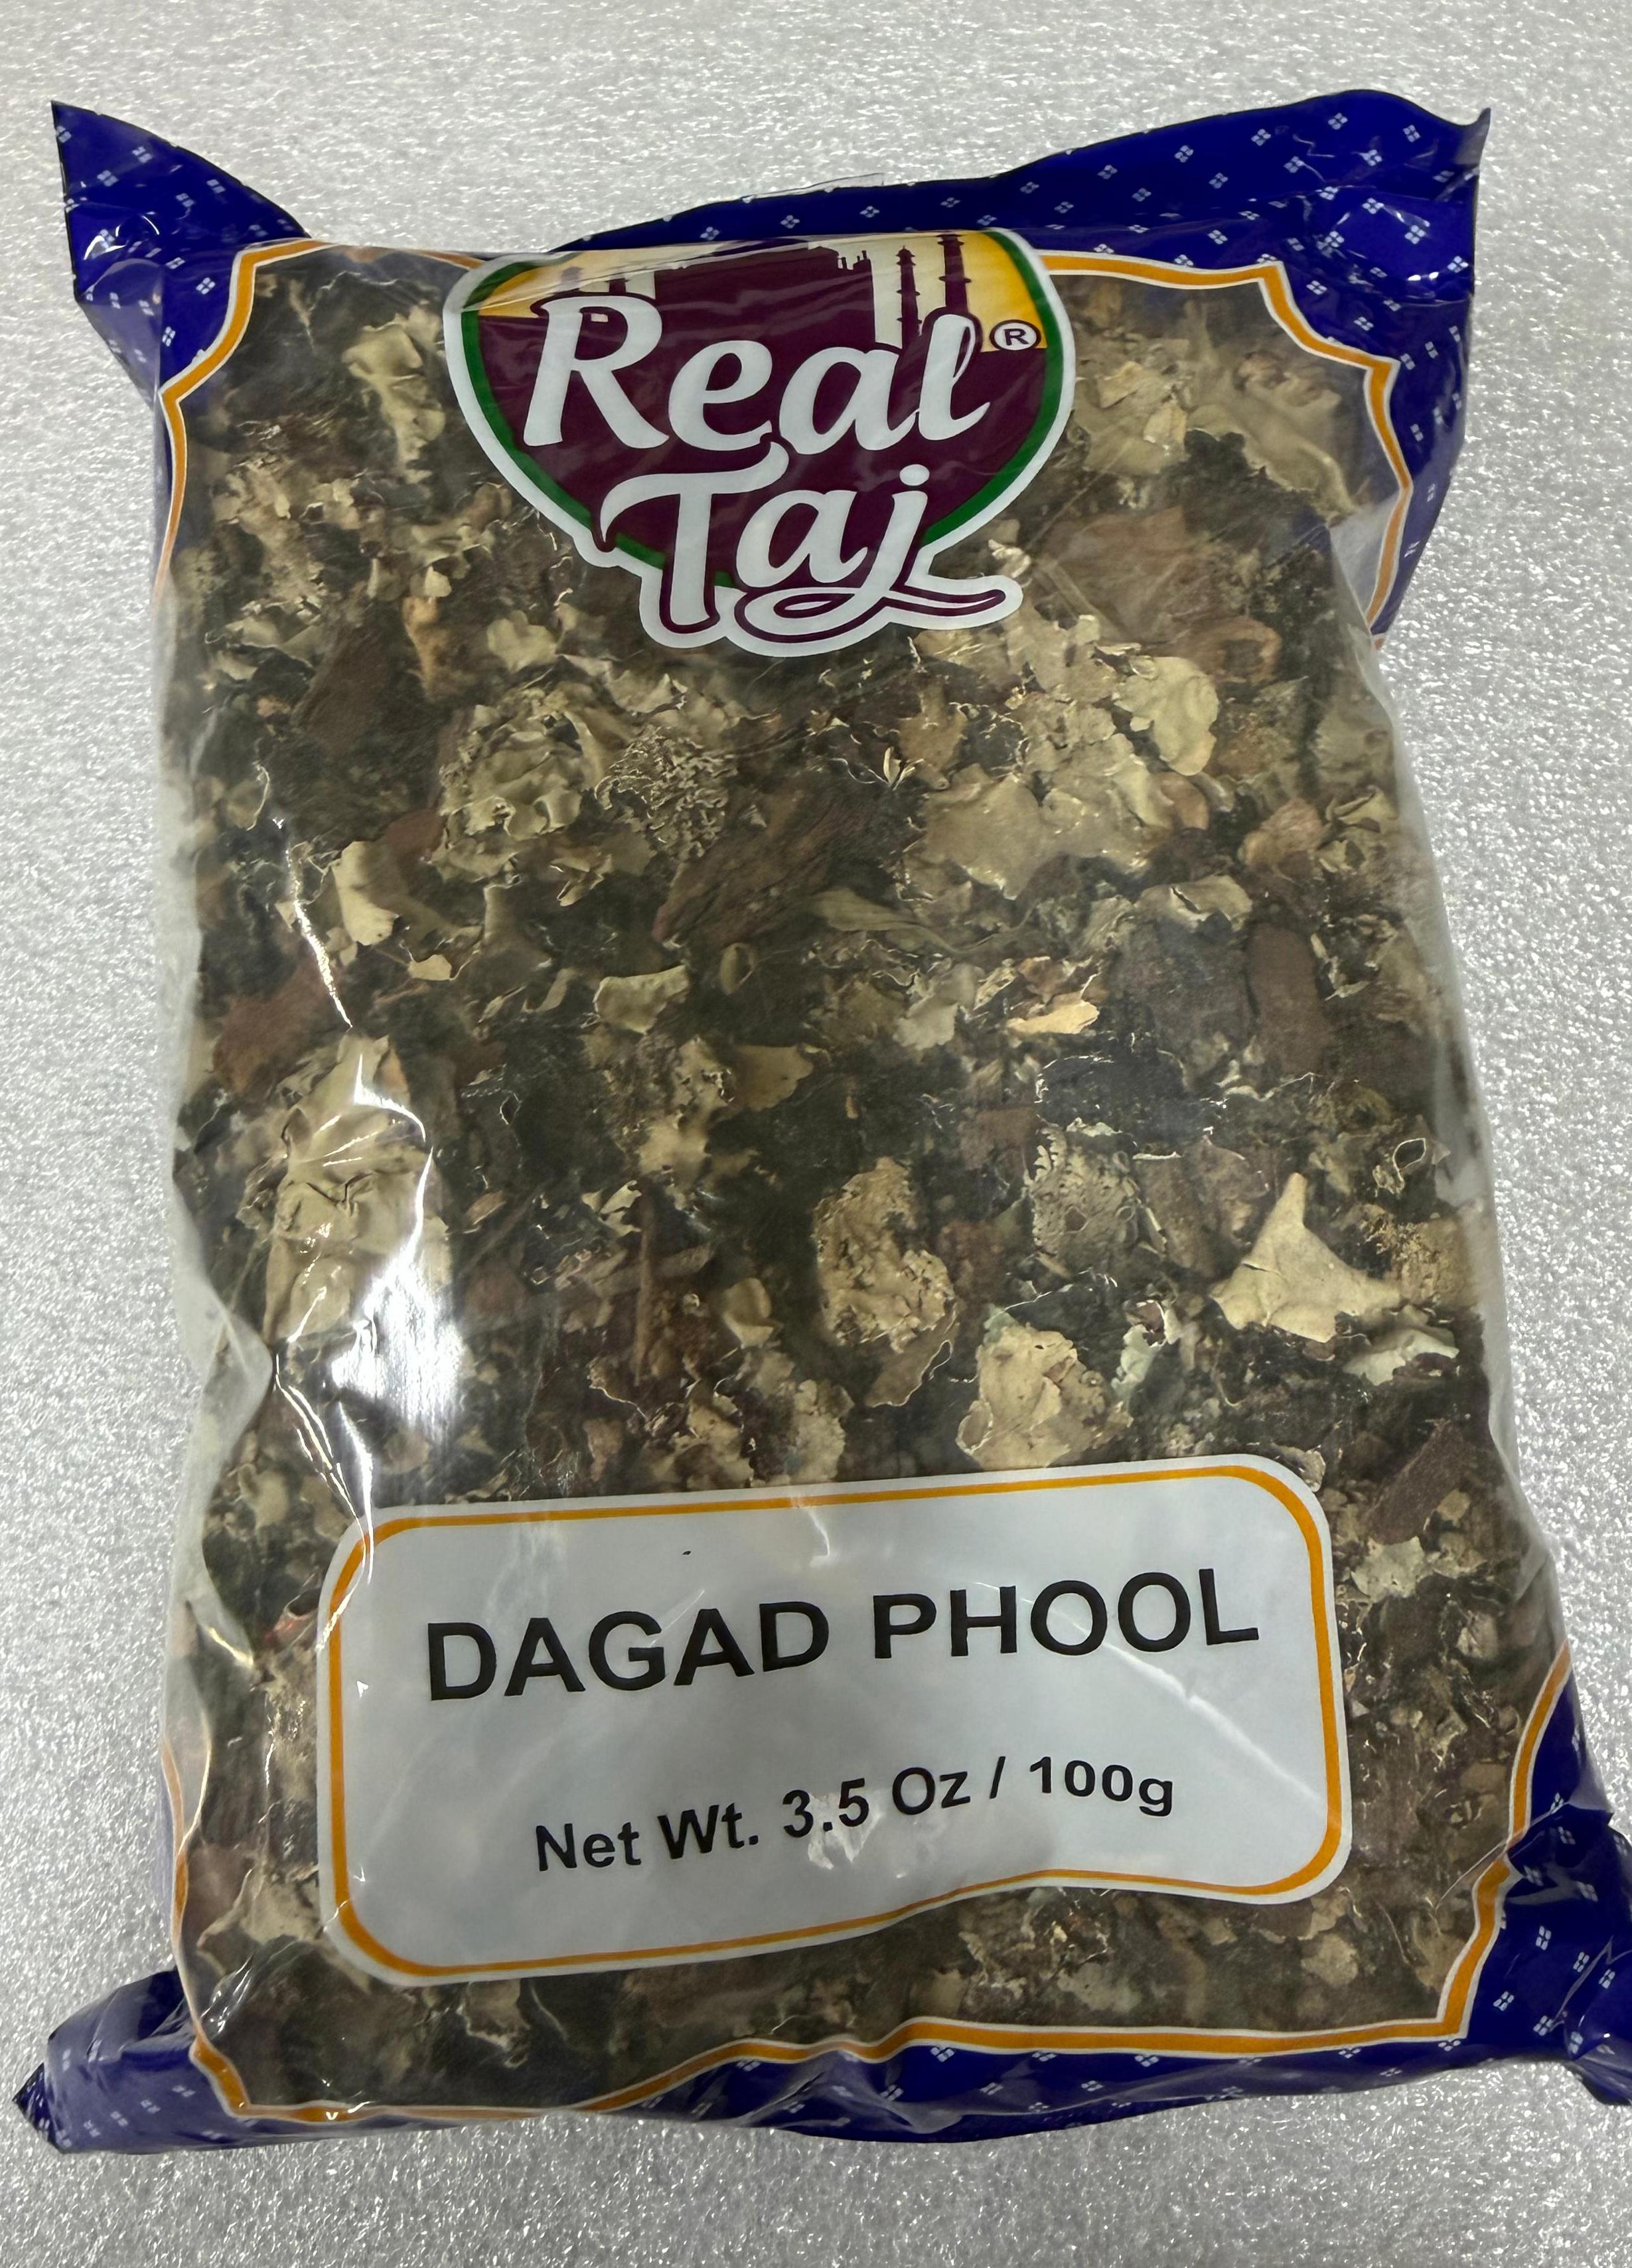 Real®
Taj
DAGAD PHOOL
Net Wt. 3.5 Oz / 100g